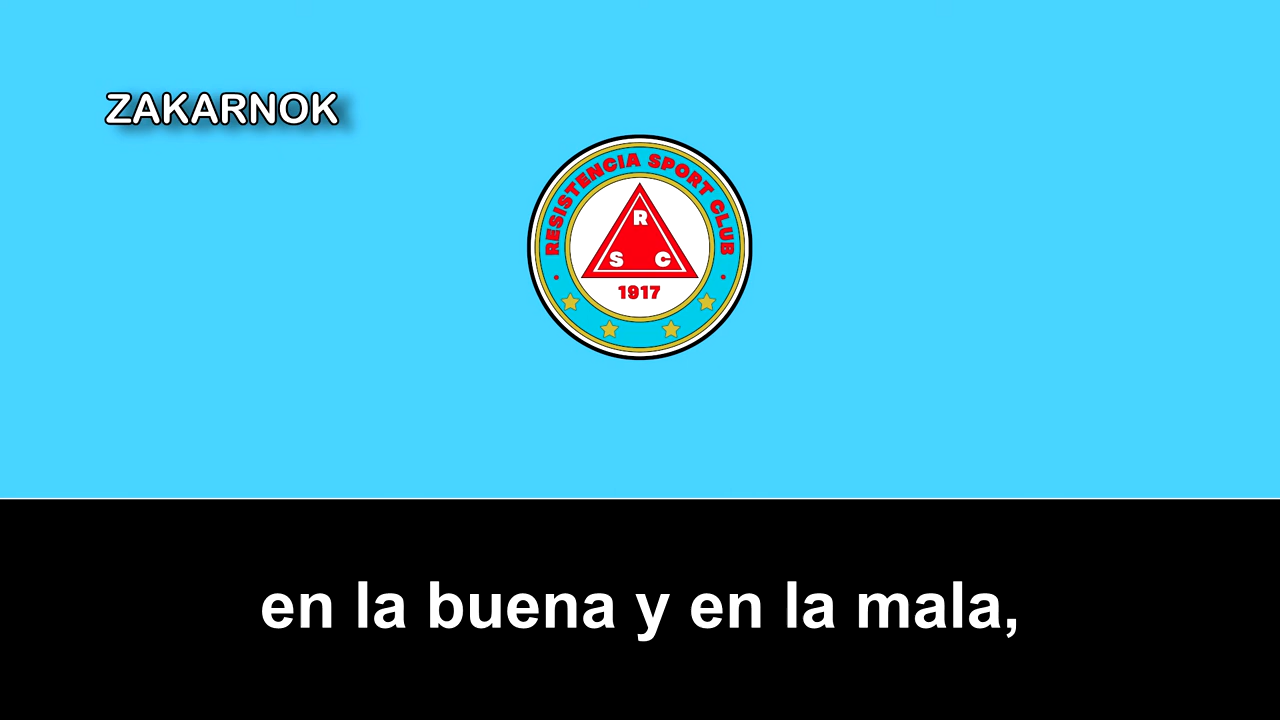 ZAKARNOK
RESISTENCIA SPORT CLUB
R
S C
1917
en la buena y en la mala,